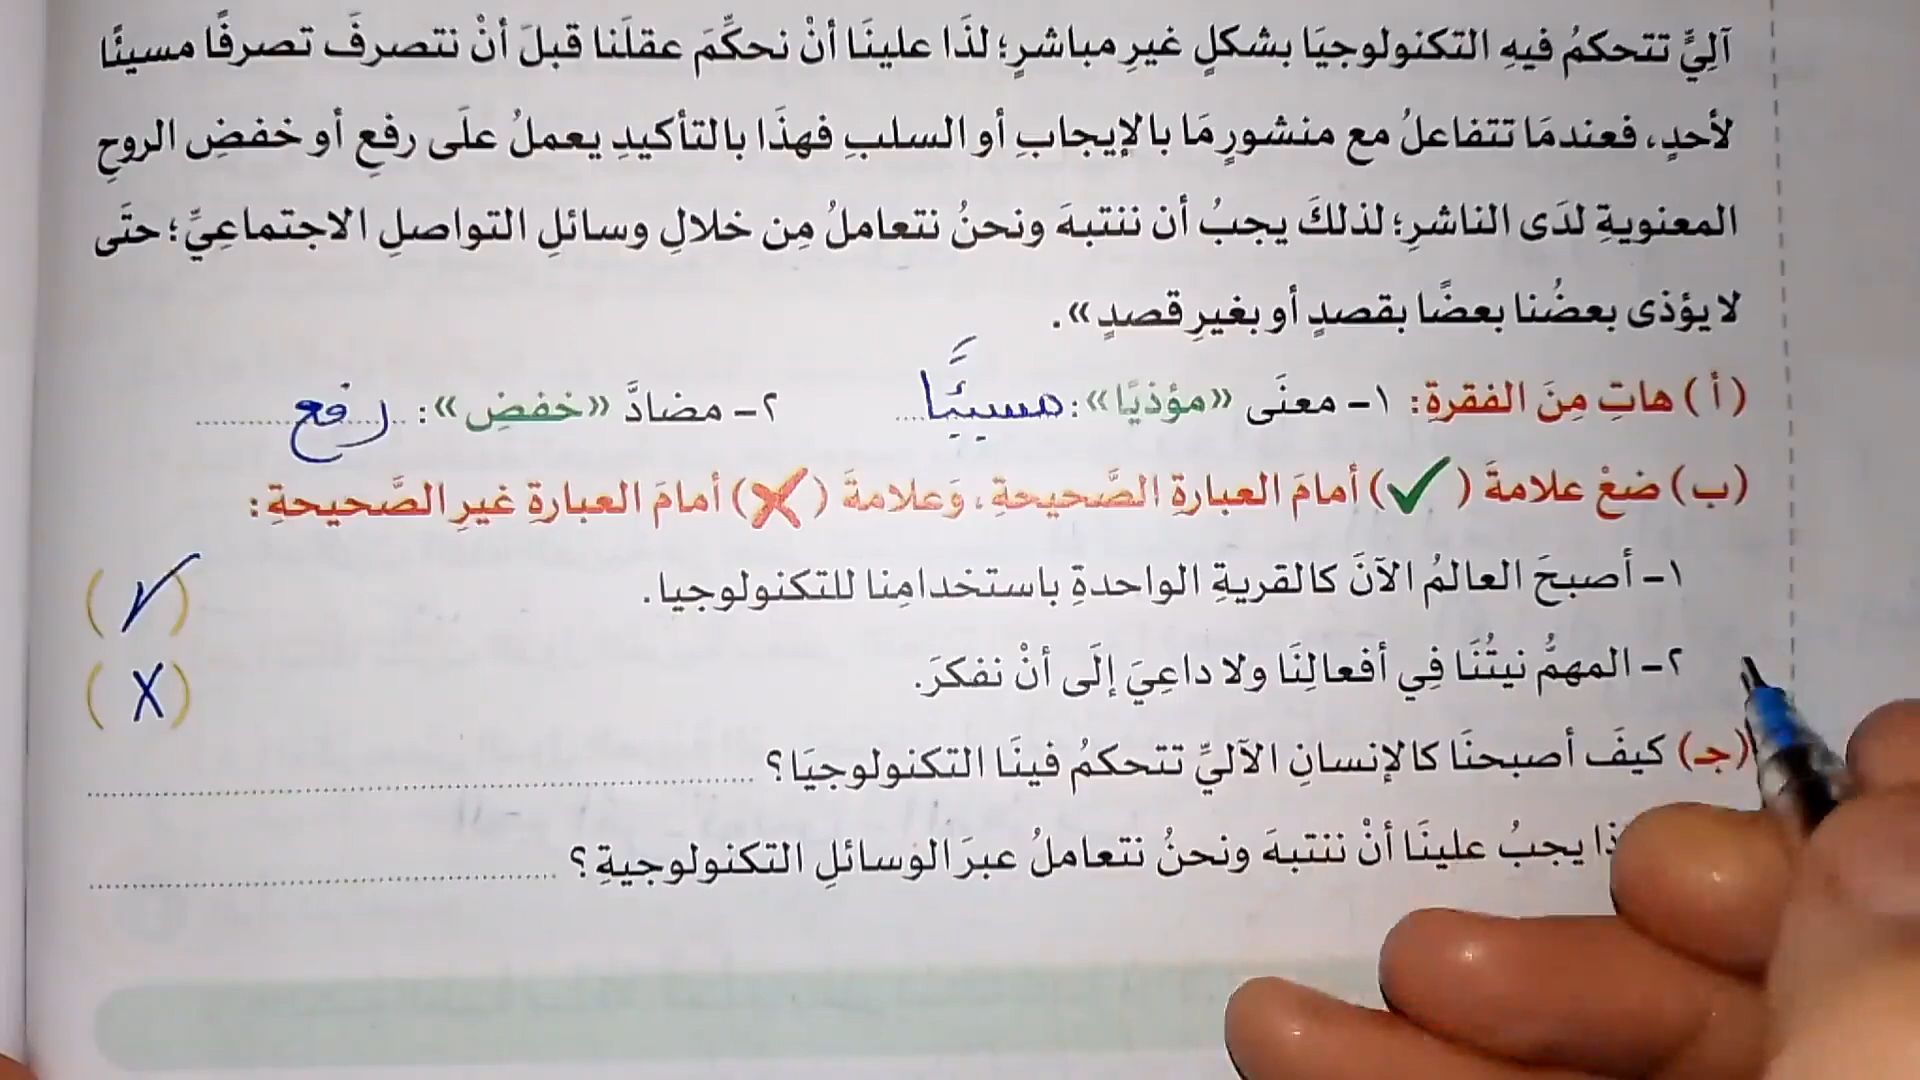 آلِيٍّ تتحكمُ فيهِ التكنولوجيَا بشكلٍ غيرِ مباشرٍ؛ لذَا علينَا أنْ نحكِّمَ عقلَنا قبلَ أنْ نتصرفَ تصرفًا مسيئًا
لأحدٍ، فعندمَا تتفاعلُ مع منشورٍ مَا بالإيجابِ أو السلبِ فهذَا بالتأكيدِ يعملُ علَى رفعِ أو خفضِ الروحِ
المعنويةِ لدَى الناشرِ؛ لذلكَ يجبُ أن ننتبهَ ونحنُ نتعاملُ مِن خلالِ وسائلِ التواصلِ الاجتماعِيِّ؛ حتَى
لا يؤذى بعضُنا بعضًا بقصدٍ أو بغيرِ قصدٍ».
(أ) هاتِ مِنَ الفقرةِ: ١- معنَى «مؤذيًا»: مسيئًا ٢- مضادَّ «خفضِ»: رفع
(ب) ضعْ علامةَ (✓) أمامَ العبارةِ الصَّحيحةِ، وَعلامةَ (✗) أمامَ العبارةِ غيرِ الصَّحيحةِ:
١- أصبحَ العالمُ الآنَ كالقريةِ الواحدةِ باستخدامِنا للتكنولوجيا. (✓)
٢- المهمُّ نيتُنَا فِي أفعالِنَا ولا داعِيَ إلَى أنْ نفكرَ. (X)
(جـ) كيفَ أصبحنَا كالإنسانِ الآليِّ تتحكمُ فينَا التكنولوجيَا؟
يجبُ علينَا أنْ ننتبهَ ونحنُ نتعاملُ عبرَ الوسائلِ التكنولوجيةِ؟